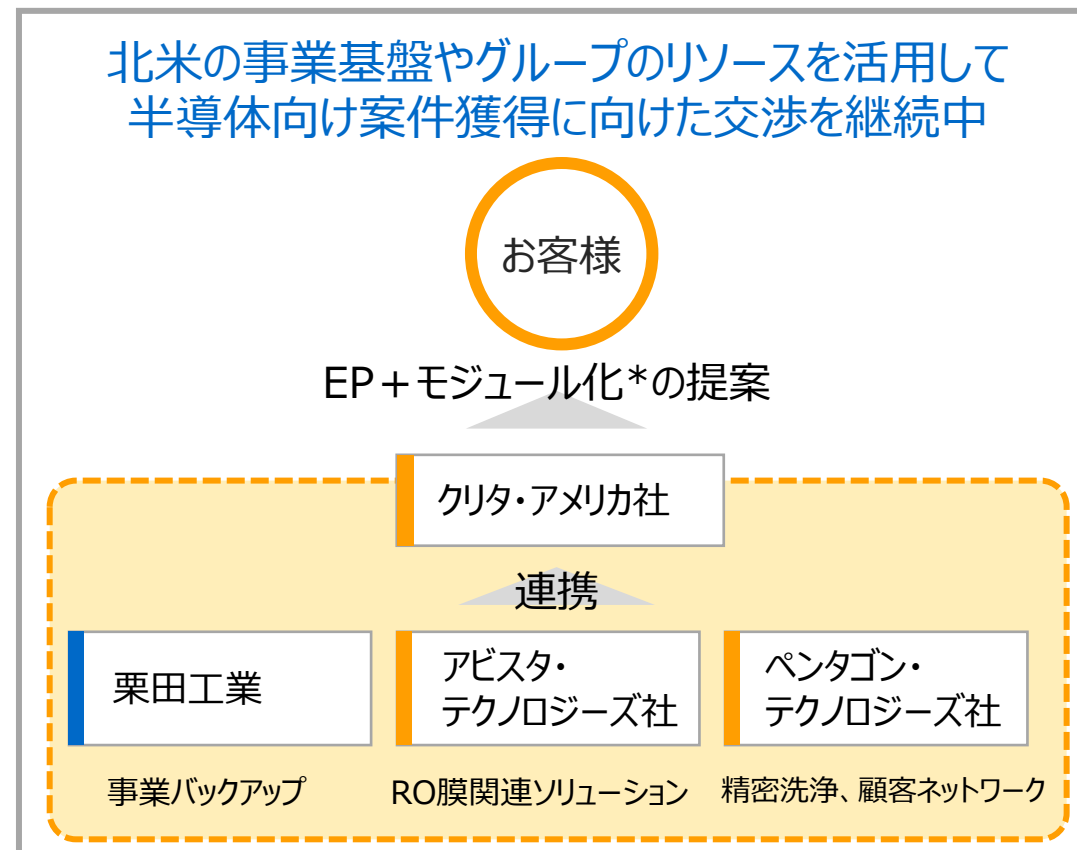 北米の事業基盤やグループのリソースを活用して
半導体向け案件獲得に向けた交渉を継続中
お客様
EP+モジュール化*の提案
クリタ・アメリカ社
連携
栗田工業
アビスタ・
テクノロジーズ社
ペンタゴン・
テクノロジーズ社
事業バックアップ
RO膜関連ソリューション
精密洗浄、顧客ネットワーク